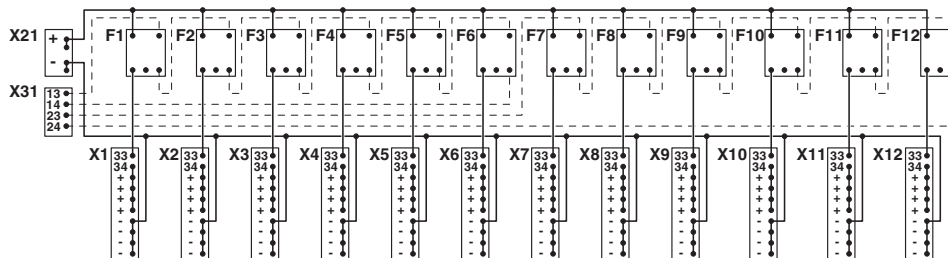 X21 + F1 F2 F3 F4 F5 F6 F7 F8 F9 F10 F11 F12
-
X31 13
14
23
24
X1 33 X2 33 X3 33 X4 33 X5 33 X6 33 X7 33 X8 33 X9 33 X10 33 X11 33 X12 33
34 34 34 34 34 34 34 34 34 34 34 34
+ + + + + + + + + + + +
+ + + + + + + + + + + +
+ + + + + + + + + + + +
+ + + + + + + + + + + +
- - - - - - - - - - - -
- - - - - - - - - - - -
- - - - - - - - - - - -
- - - - - - - - - - - -